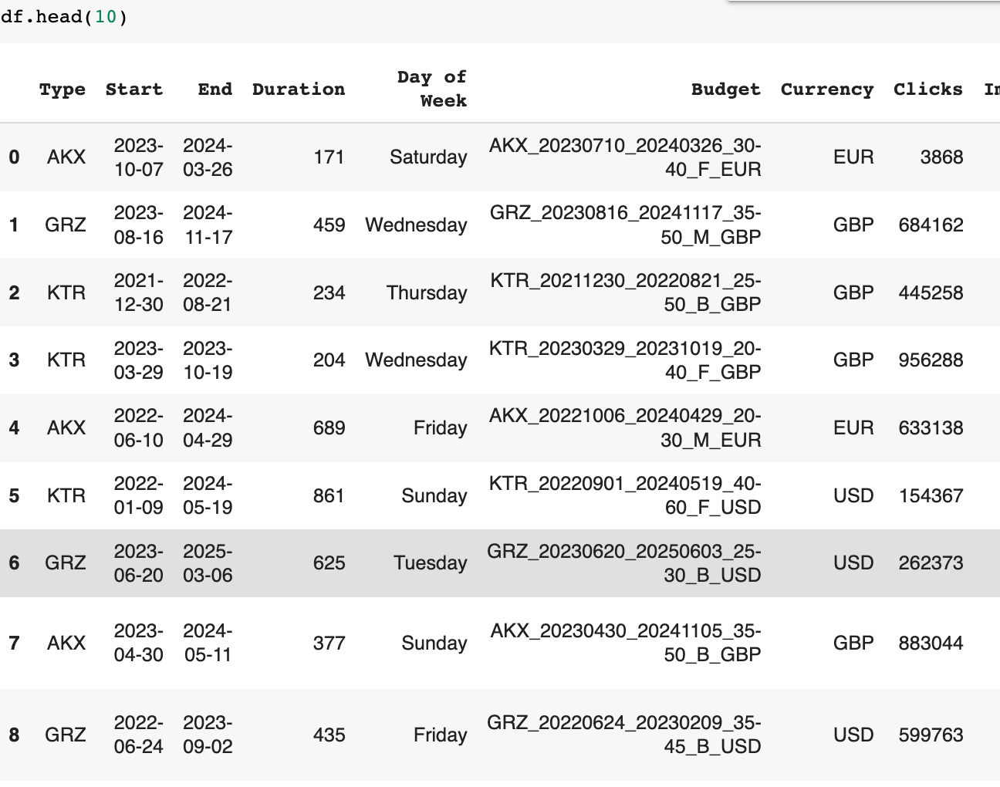 df.head(10)
Type Start End Duration Day of Week Budget Currency Clicks In
0 AKX 2023-10-07 2024-03-26 171 Saturday AKX_20230710_20240326_30-40_F_EUR EUR 3868
1 GRZ 2023-08-16 2024-11-17 459 Wednesday GRZ_20230816_20241117_35-50_M_GBP GBP 684162
2 KTR 2021-12-30 2022-08-21 234 Thursday KTR_20211230_20220821_25-50_B_GBP GBP 445258
3 KTR 2023-03-29 2023-10-19 204 Wednesday KTR_20230329_20231019_20-40_F_GBP GBP 956288
4 AKX 2022-06-10 2024-04-29 689 Friday AKX_20221006_20240429_20-30_M_EUR EUR 633138
5 KTR 2022-01-09 2024-05-19 861 Sunday KTR_20220901_20240519_40-60_F_USD USD 154367
6 GRZ 2023-06-20 2025-03-06 625 Tuesday GRZ_20230620_20250603_25-30_B_USD USD 262373
7 AKX 2023-04-30 2024-05-11 377 Sunday AKX_20230430_20241105_35-50_B_GBP GBP 883044
8 GRZ 2022-06-24 2023-09-02 435 Friday GRZ_20220624_20230209_35-45_B_USD USD 599763